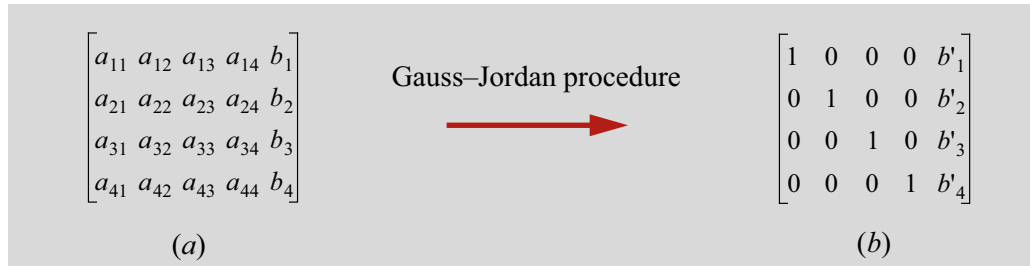 a11 a12 a13 a14 b1
a21 a22 a23 a24 b2
a31 a32 a33 a34 b3
a41 a42 a43 a44 b4
(a)
Gauss–Jordan procedure
1 0 0 0 b'1
0 1 0 0 b'2
0 0 1 0 b'3
0 0 0 1 b'4
(b)